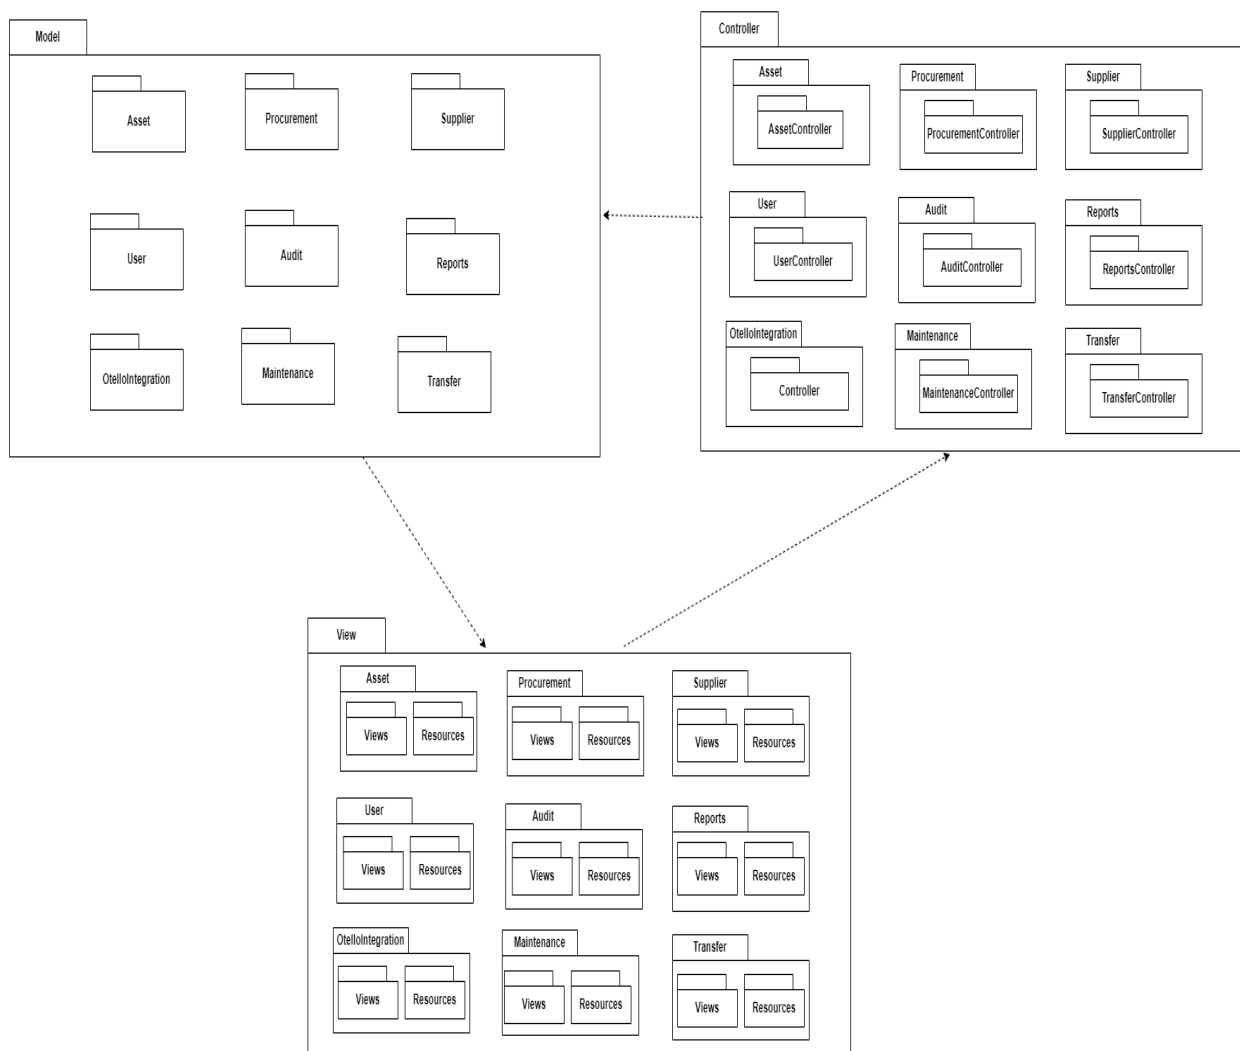 Model
Asset
Procurement
Supplier
User
Audit
Reports
OtelloIntegration
Maintenance
Transfer
Controller
Asset
AssetController
Procurement
ProcurementController
Supplier
SupplierController
User
UserController
Audit
AuditController
Reports
ReportsController
OtelloIntegration
Controller
Maintenance
MaintenanceController
Transfer
TransferController
View
Asset
Views
Resources
Procurement
Views
Resources
Supplier
Views
Resources
User
Views
Resources
Audit
Views
Resources
Reports
Views
Resources
OtelloIntegration
Views
Resources
Maintenance
Views
Resources
Transfer
Views
Resources